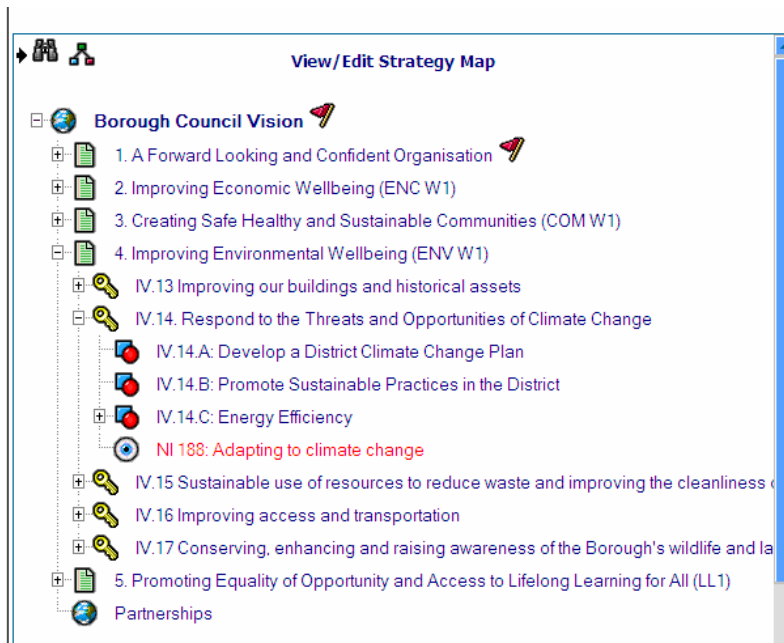 View/Edit Strategy Map
Borough Council Vision
1. A Forward Looking and Confident Organisation
2. Improving Economic Wellbeing (ENC W1)
3. Creating Safe Healthy and Sustainable Communities (COM W1)
4. Improving Environmental Wellbeing (ENV W1)
IV.13 Improving our buildings and historical assets
IV.14. Respond to the Threats and Opportunities of Climate Change
IV.14.A: Develop a District Climate Change Plan
IV.14.B: Promote Sustainable Practices in the District
IV.14.C: Energy Efficiency
NI 188: Adapting to climate change
IV.15 Sustainable use of resources to reduce waste and improving the cleanliness
IV.16 Improving access and transportation
IV.17 Conserving, enhancing and raising awareness of the Borough's wildlife and la
5. Promoting Equality of Opportunity and Access to Lifelong Learning for All (LL1)
Partnerships